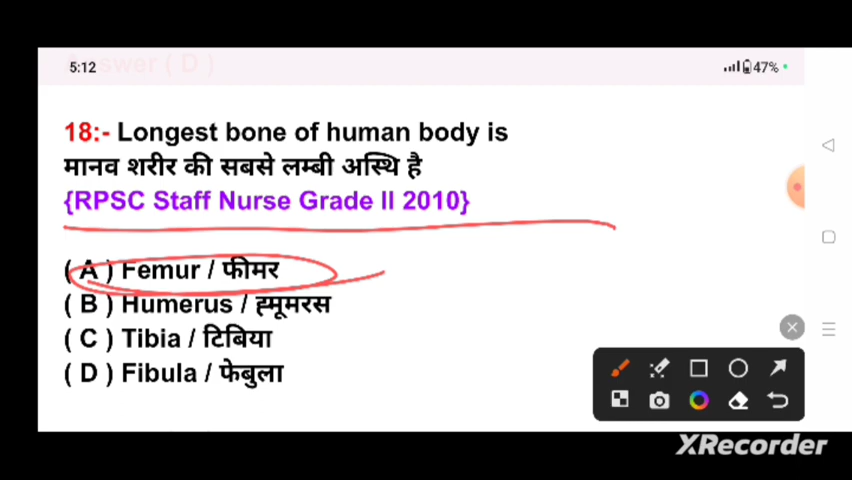 Answer ( D )
5:12
47%
18:- Longest bone of human body is
मानव शरीर की सबसे लम्बी अस्थि है
{RPSC Staff Nurse Grade II 2010}
( A ) Femur / फीमर
( B ) Humerus / ह्मूमरस
( C ) Tibia / टिबिया
( D ) Fibula / फेबुला
XRecorder